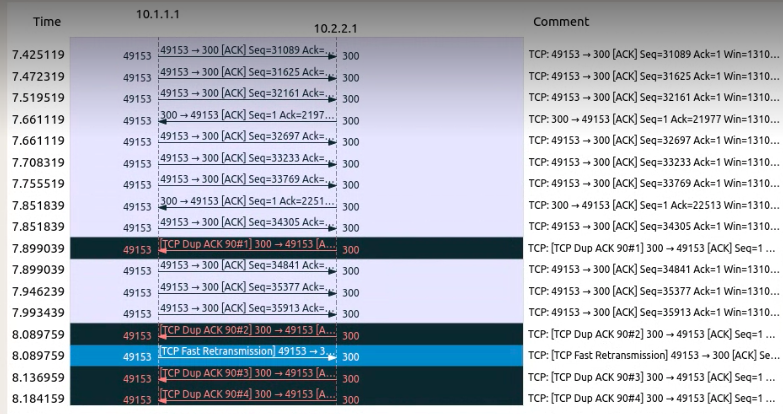 Time 10.1.1.1 10.2.2.1 Comment
7.425119 49153 49153 → 300 [ACK] Seq=31089 Ack=… 300 TCP: 49153 → 300 [ACK] Seq=31089 Ack=1 Win=1310…
7.472319 49153 49153 → 300 [ACK] Seq=31625 Ack=… 300 TCP: 49153 → 300 [ACK] Seq=31625 Ack=1 Win=1310…
7.519519 49153 49153 → 300 [ACK] Seq=32161 Ack=… 300 TCP: 49153 → 300 [ACK] Seq=32161 Ack=1 Win=1310…
7.661119 49153 300 → 49153 [ACK] Seq=1 Ack=2197… 300 TCP: 300 → 49153 [ACK] Seq=1 Ack=21977 Win=1310…
7.661119 49153 49153 → 300 [ACK] Seq=32697 Ack=… 300 TCP: 49153 → 300 [ACK] Seq=32697 Ack=1 Win=1310…
7.708319 49153 49153 → 300 [ACK] Seq=33233 Ack=… 300 TCP: 49153 → 300 [ACK] Seq=33233 Ack=1 Win=1310…
7.755519 49153 49153 → 300 [ACK] Seq=33769 Ack=… 300 TCP: 49153 → 300 [ACK] Seq=33769 Ack=1 Win=1310…
7.851839 49153 300 → 49153 [ACK] Seq=1 Ack=2251… 300 TCP: 300 → 49153 [ACK] Seq=1 Ack=22513 Win=1310…
7.851839 49153 49153 → 300 [ACK] Seq=34305 Ack=… 300 TCP: 49153 → 300 [ACK] Seq=34305 Ack=1 Win=1310…
7.899039 49153 [TCP Dup ACK 90#1] 300 → 49153 [A… 300 TCP: [TCP Dup ACK 90#1] 300 → 49153 [ACK] Seq=1 …
7.899039 49153 49153 → 300 [ACK] Seq=34841 Ack=… 300 TCP: 49153 → 300 [ACK] Seq=34841 Ack=1 Win=1310…
7.946239 49153 49153 → 300 [ACK] Seq=35377 Ack=… 300 TCP: 49153 → 300 [ACK] Seq=35377 Ack=1 Win=1310…
7.993439 49153 49153 → 300 [ACK] Seq=35913 Ack=… 300 TCP: 49153 → 300 [ACK] Seq=35913 Ack=1 Win=1310…
8.089759 49153 [TCP Dup ACK 90#2] 300 → 49153 [A… 300 TCP: [TCP Dup ACK 90#2] 300 → 49153 [ACK] Seq=1 …
8.089759 49153 [TCP Fast Retransmission] 49153 → 3… 300 TCP: [TCP Fast Retransmission] 49153 → 300 [ACK] Se…
8.136959 49153 [TCP Dup ACK 90#3] 300 → 49153 [A… 300 TCP: [TCP Dup ACK 90#3] 300 → 49153 [ACK] Seq=1 …
8.184159 49153 [TCP Dup ACK 90#4] 300 → 49153 [A… 300 TCP: [TCP Dup ACK 90#4] 300 → 49153 [ACK] Seq=1 …